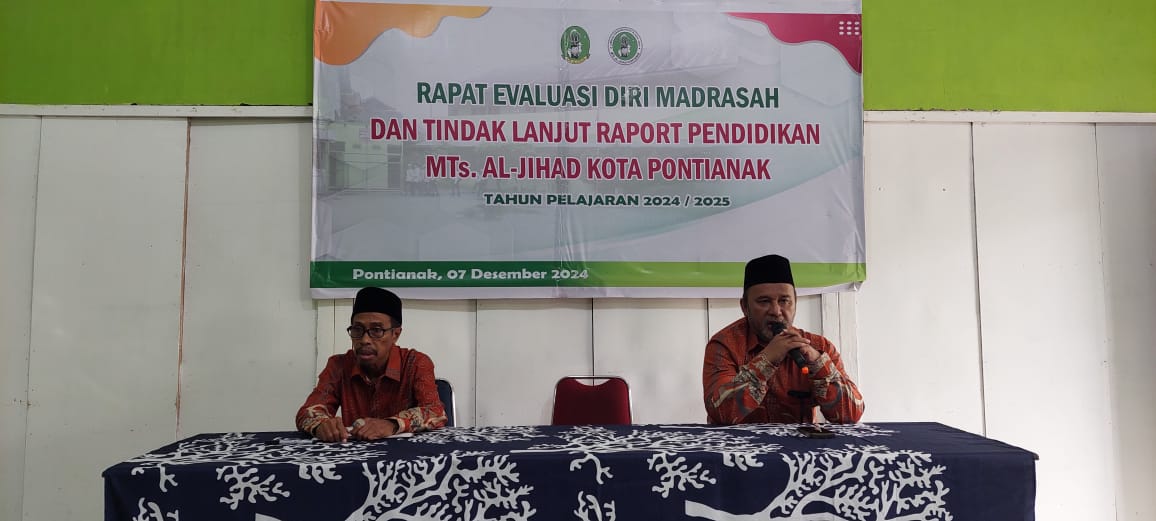 RAPAT EVALUASI DIRI MADRASAH
DAN TINDAK LANJUT RAPORT PENDIDIKAN
MTs. AL-JIHAD KOTA PONTIANAK
TAHUN PELAJARAN 2024 / 2025
Pontianak, 07 Desember 2024